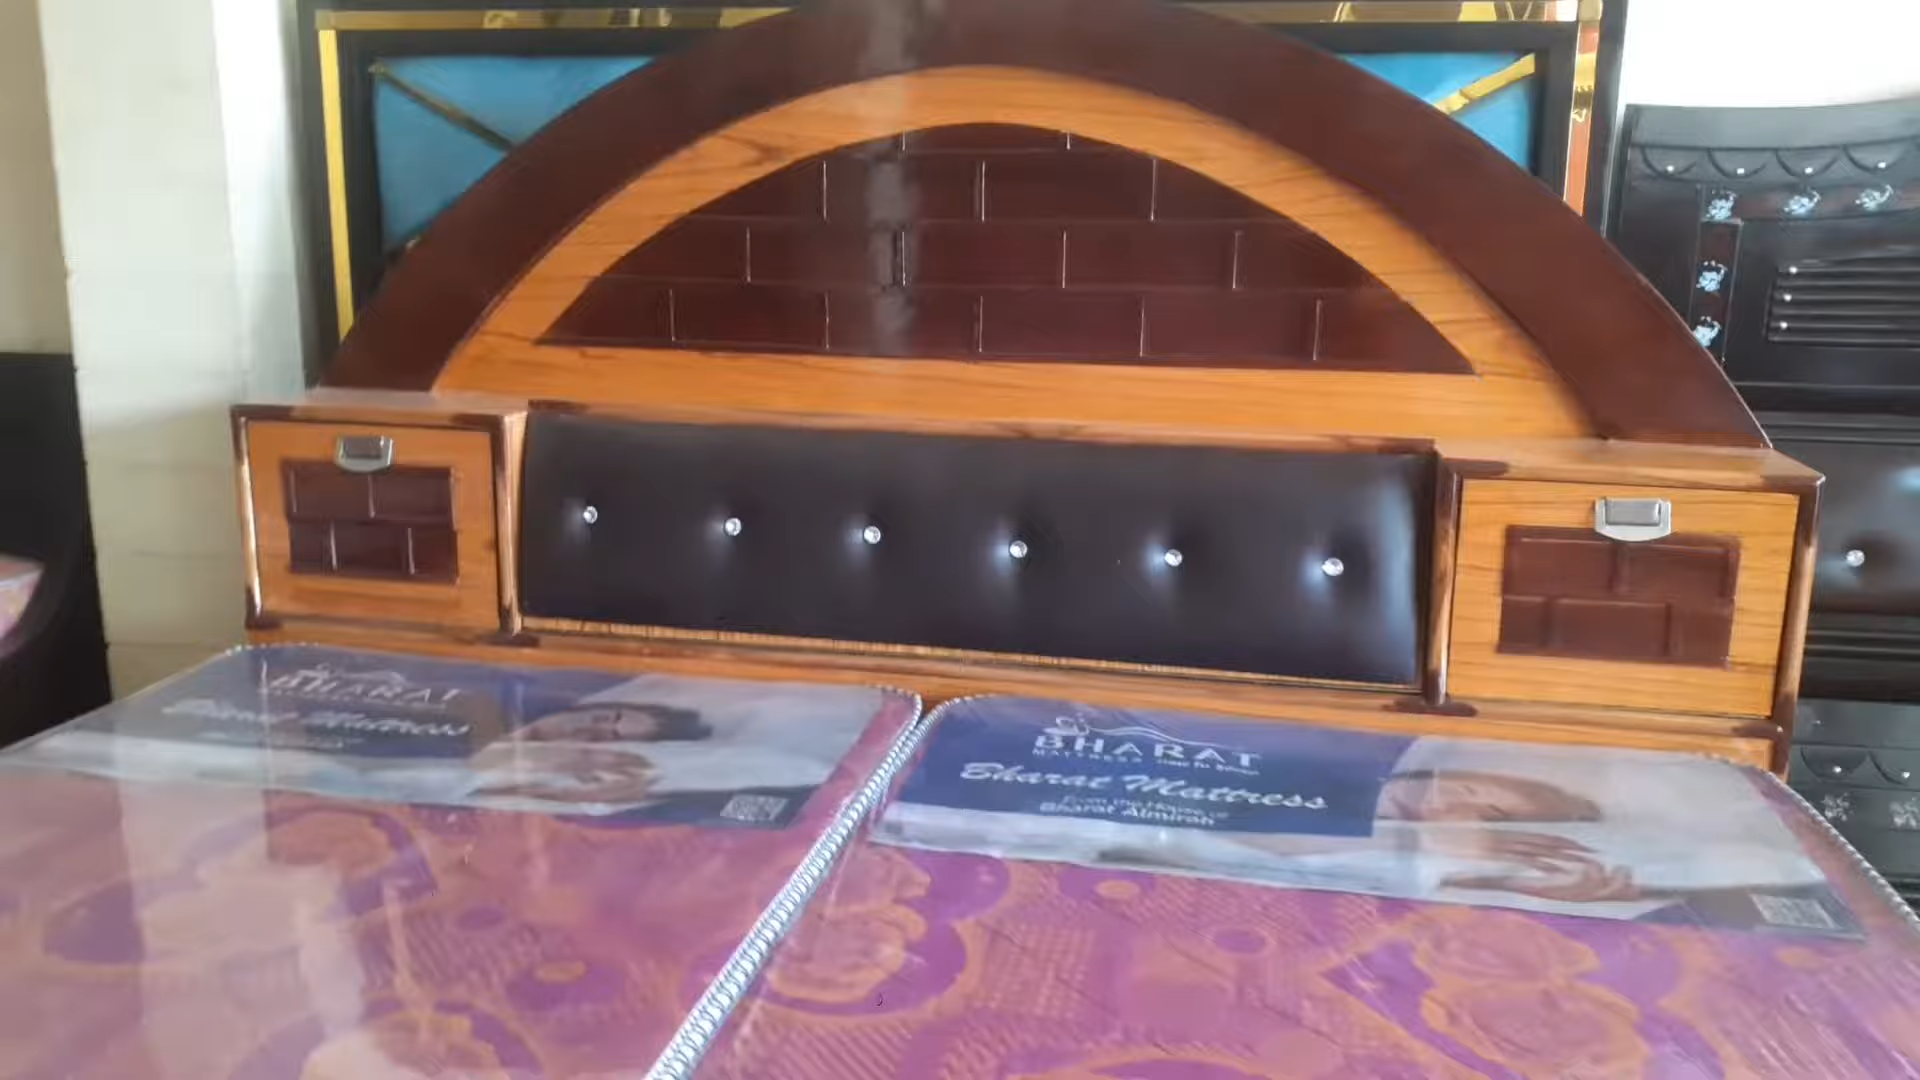 BHARAT
Bharat Mattress
BHARAT
MATTRESS
Bharat Mattress
From the House of
Bharat Almirah